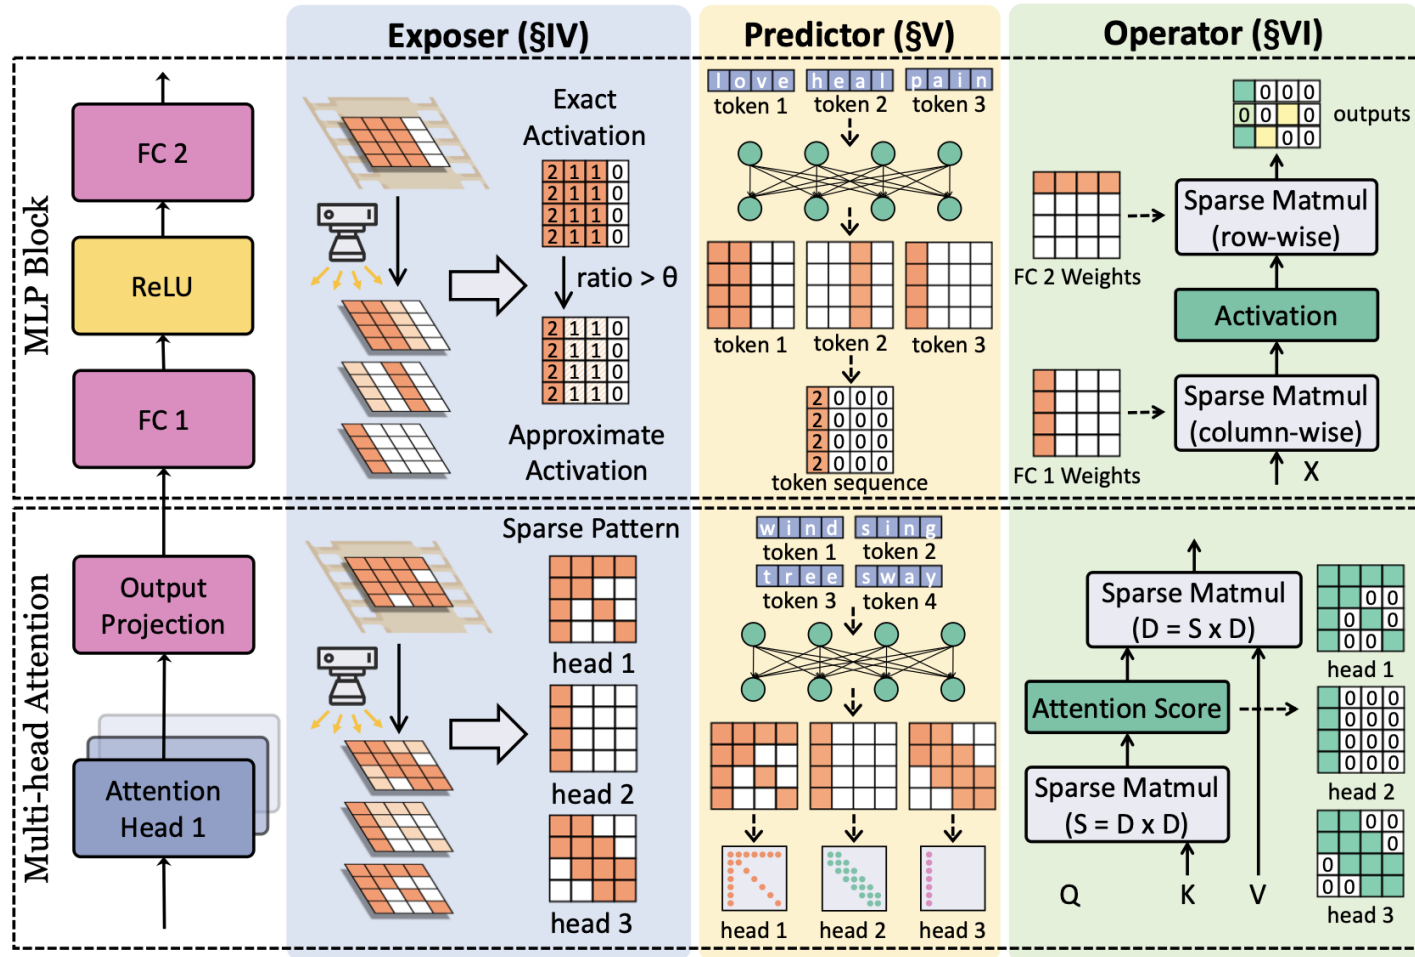 Exposer (§IV)
Predictor (§V)
Operator (§VI)
MLP Block
FC 2
ReLU
FC 1
Exact
Activation
2 1 1 0
2 1 1 0
2 1 1 0
2 1 1 0
ratio > θ
2 1 1 0
2 1 1 0
2 1 1 0
2 1 1 0
Approximate
Activation
love heal pain
token 1 token 2 token 3
token 1 token 2 token 3
2 0 0 0
2 0 0 0
2 0 0 0
2 0 0 0
token sequence
0 0 0
0 0 0
0 0
outputs
Sparse Matmul
(row-wise)
FC 2 Weights
Activation
Sparse Matmul
(column-wise)
FC 1 Weights
X
Multi-head Attention
Output
Projection
Attention
Head 1
Sparse Pattern
head 1
head 2
head 3
wind sing
token 1 token 2
tree sway
token 3 token 4
head 1 head 2 head 3
Sparse Matmul
(D = S x D)
Attention Score
Sparse Matmul
(S = D x D)
Q K V
0 0
0 0
0 0
head 1
0 0 0
0 0 0
0 0 0
0 0 0
head 2
0 0
0
0
0 0
head 3